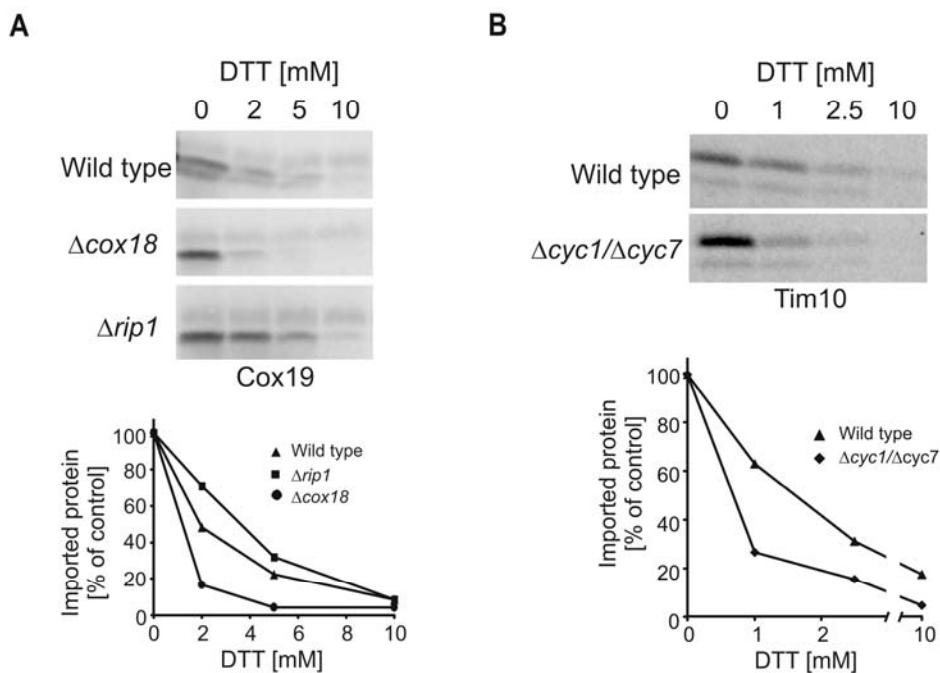 A
DTT [mM]
0 2 5 10
Wild type
Δcox18
Δrip1
Cox19
Imported protein
[% of control]
100
80
60
40
20
0
Wild type
Δrip1
Δcox18
0 2 4 6 8 10
DTT [mM]
B
DTT [mM]
0 1 2.5 10
Wild type
Δcyc1/Δcyc7
Tim10
Imported protein
[% of control]
100
80
60
40
20
0
Wild type
Δcyc1/Δcyc7
0 1 2 10
DTT [mM]